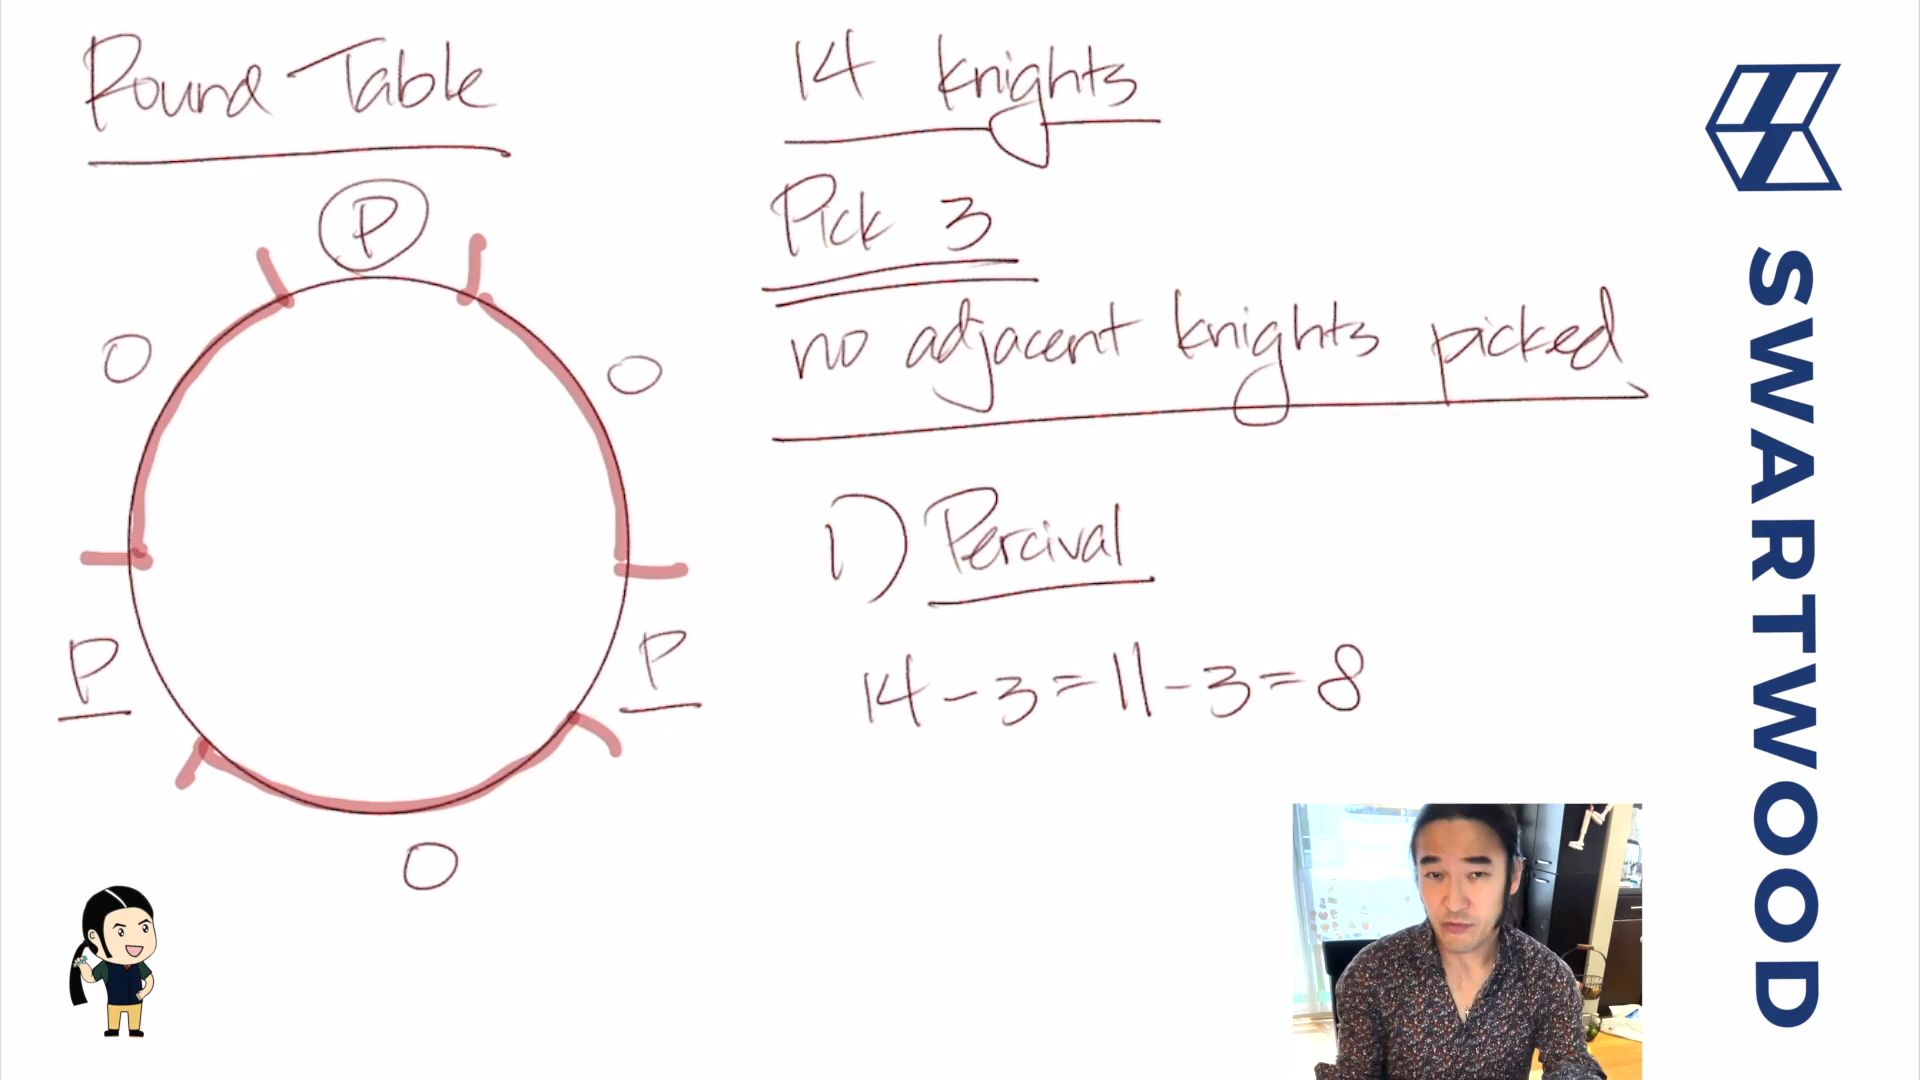 Round Table
14 knights
Pick 3
no adjacent knights picked
P
O
O
P
P
O
1) Percival
14 - 3 = 11 - 3 = 8
SWARTWOOD